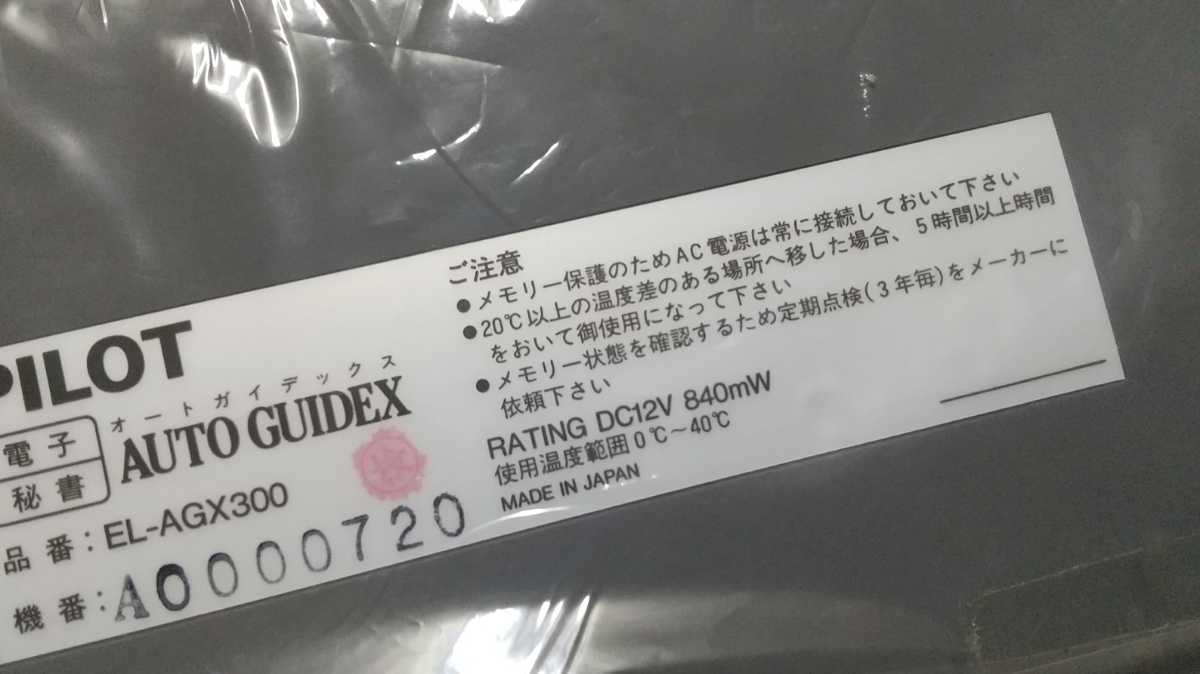 PILOT
電子
秘書
オートガイデックス
AUTO GUIDEX
品番：EL-AGX300
機番：A0000720
ご注意
●メモリー保護のためAC電源は常に接続しておいて下さい
●20℃以上の温度差のある場所へ移した場合、5時間以上時間
をおいて御使用になって下さい
●メモリー状態を確認するため定期点検(3年毎)をメーカーに
依頼下さい
RATING DC12V 840mW
使用温度範囲0℃～40℃
MADE IN JAPAN